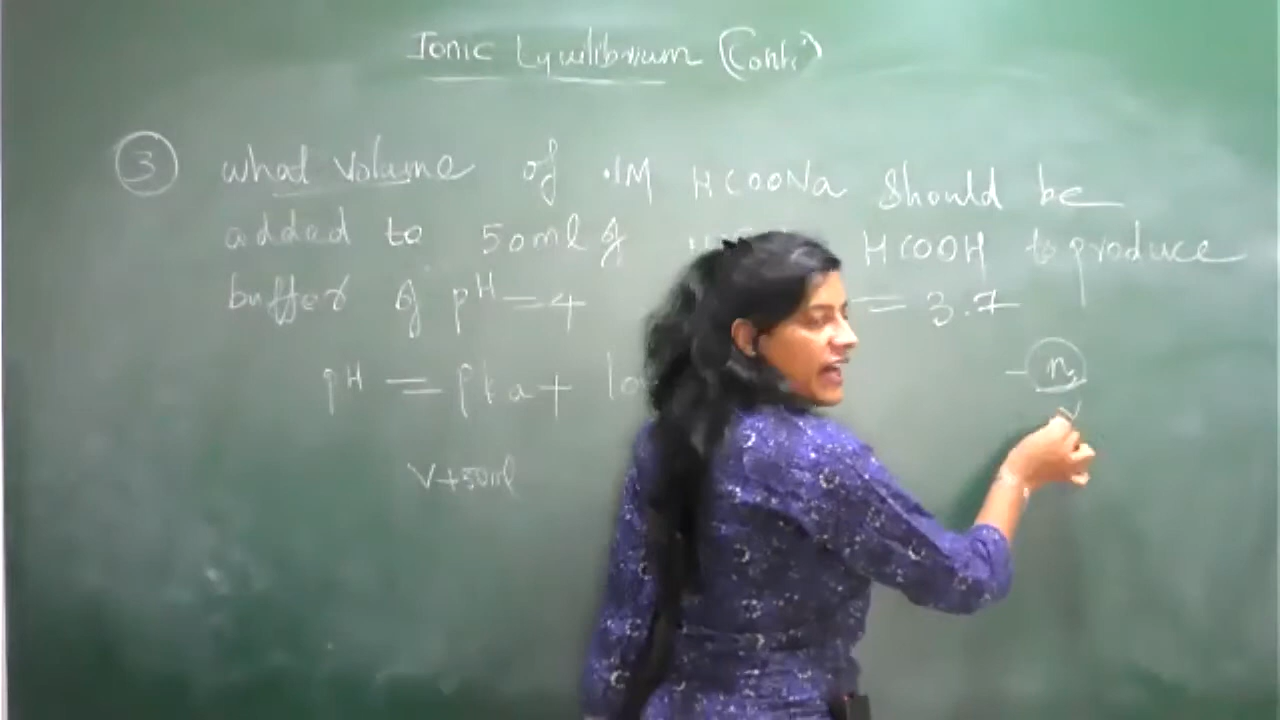 Ionic Equilibrium (Conti)
3 what volume of .1M HCOONa should be
added to 50ml of HCOOH to produce
buffer of pH = 4 = 3.7
pH = pka + lo
n
V
V+50ml